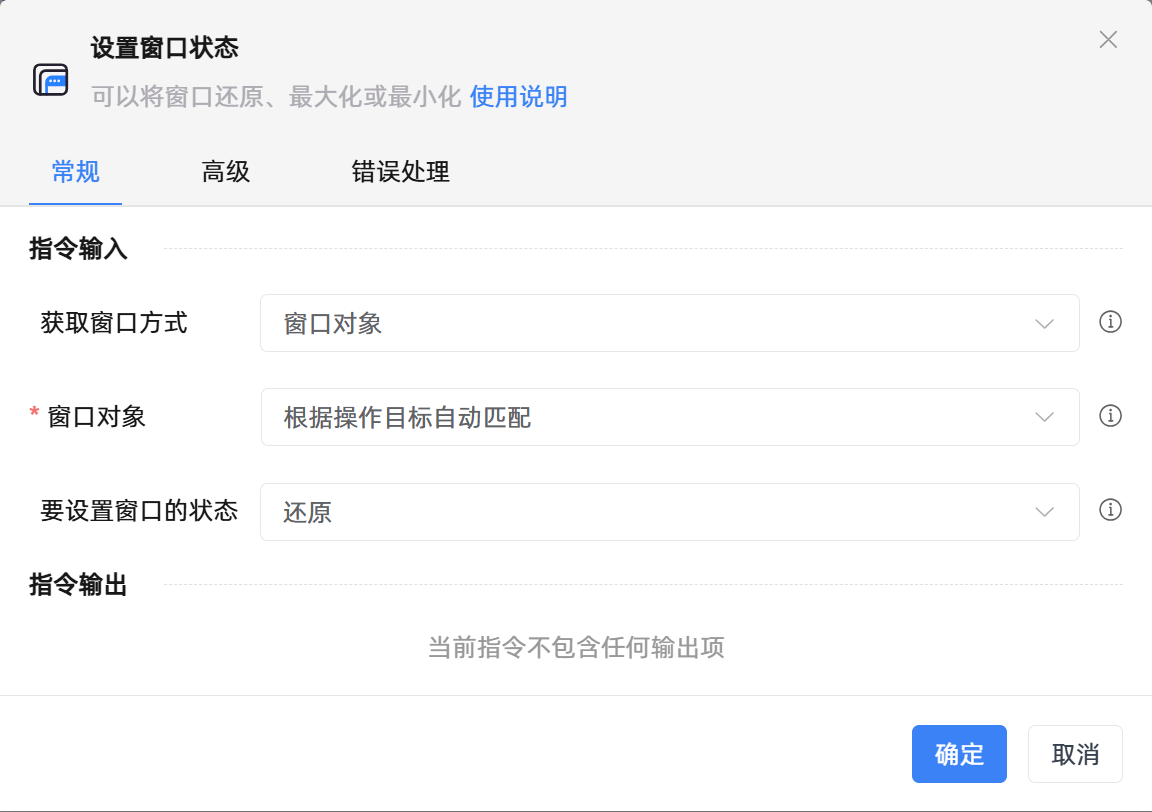 设置窗口状态
可以将窗口还原、最大化或最小化 使用说明
常规 高级 错误处理
指令输入
获取窗口方式 窗口对象
* 窗口对象 根据操作目标自动匹配
要设置窗口的状态 还原
指令输出
当前指令不包含任何输出项
确定 取消